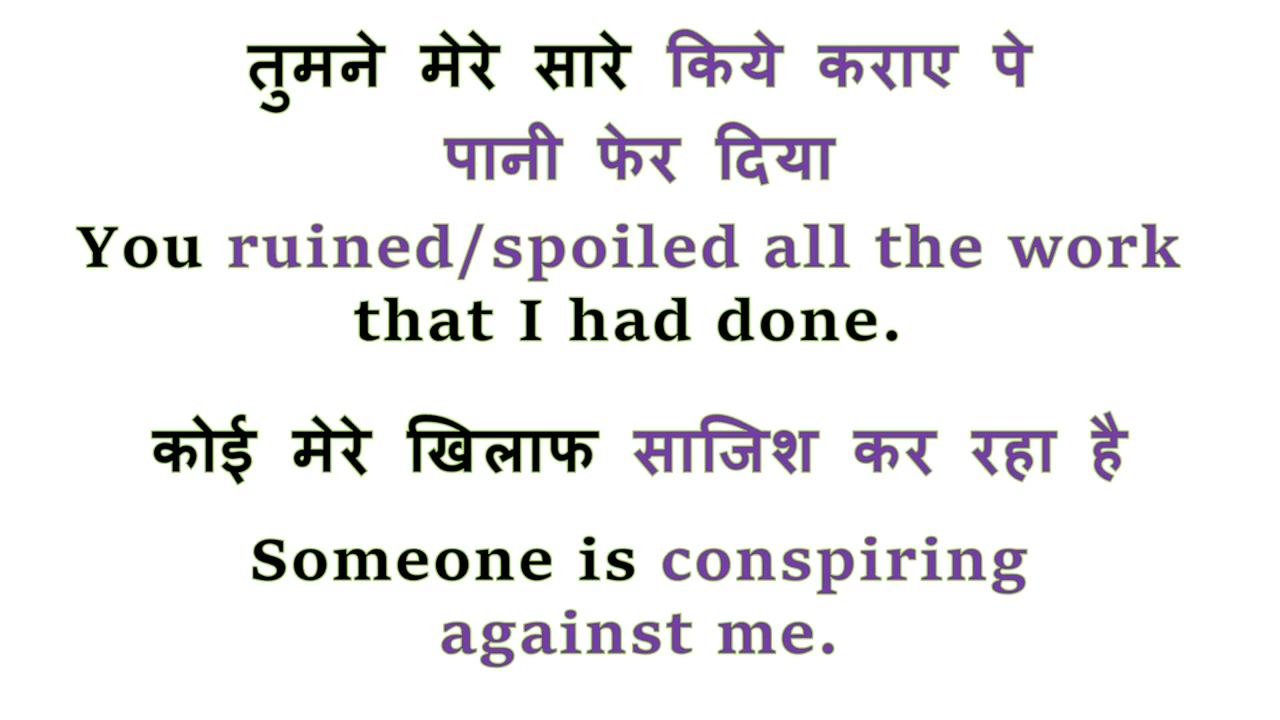 तुमने मेरे सारे किये कराए पे
पानी फेर दिया
You ruined/spoiled all the work
that I had done.
कोई मेरे खिलाफ साजिश कर रहा है
Someone is conspiring
against me.